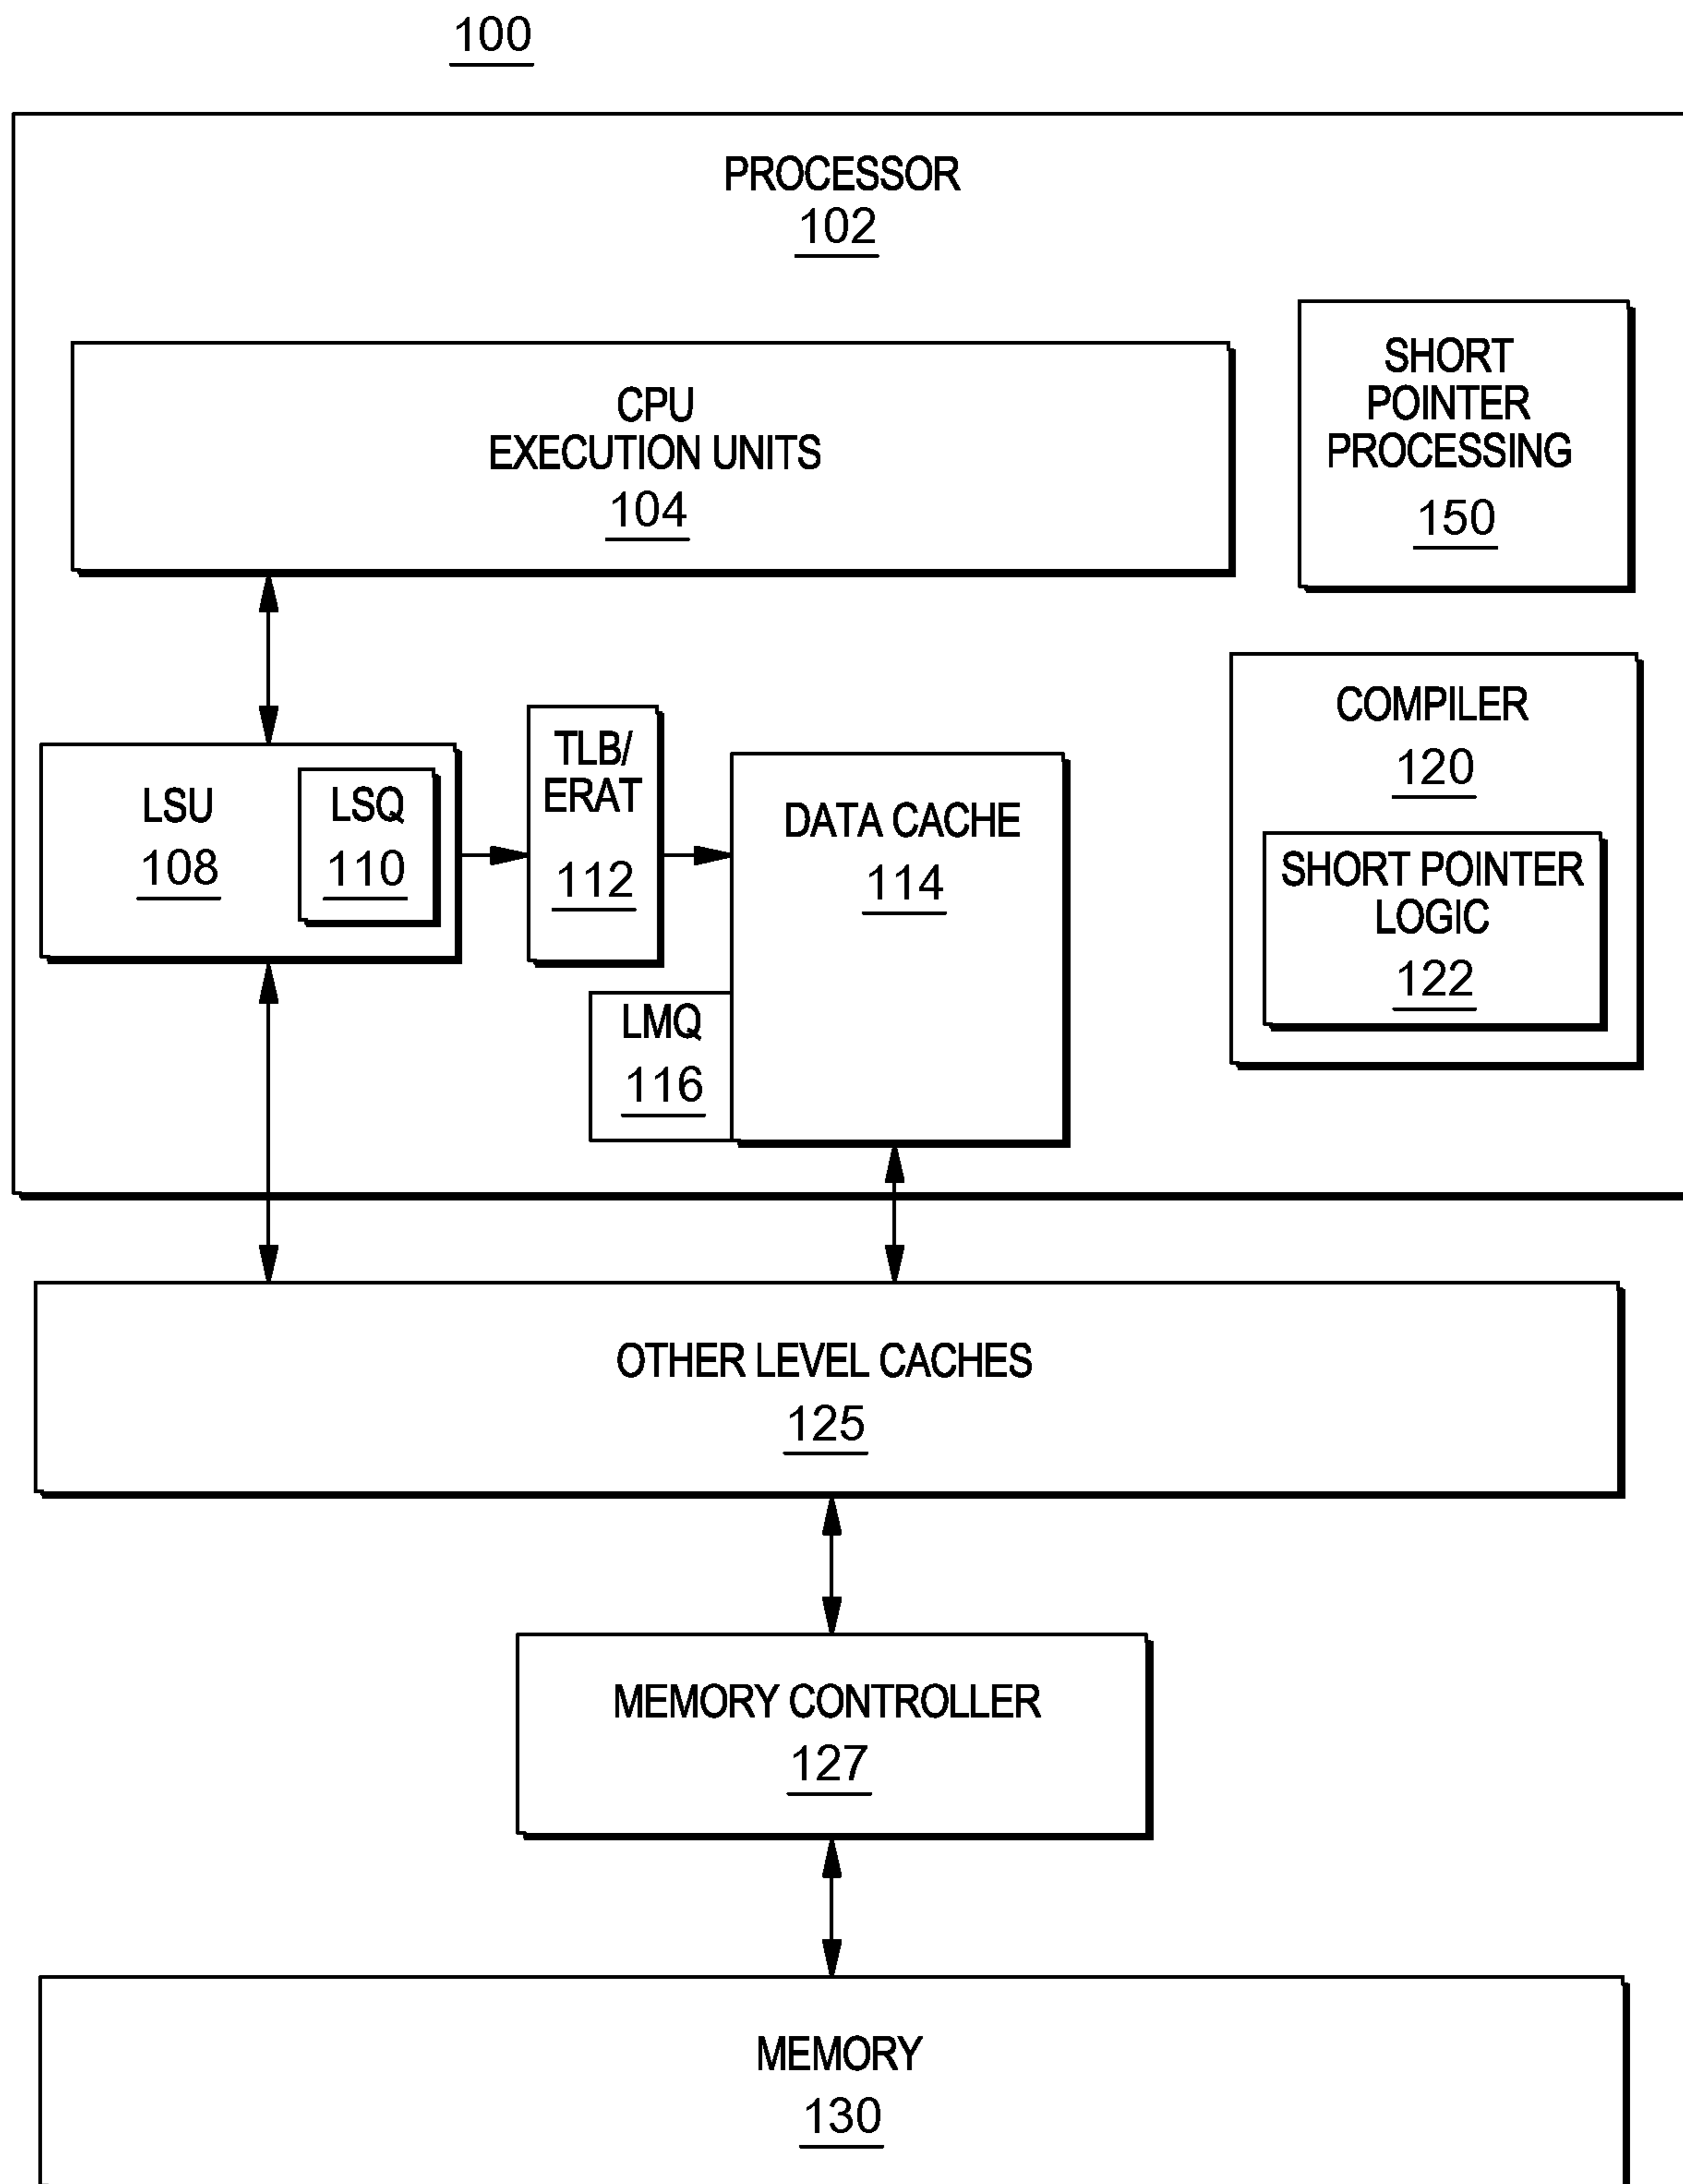 100
PROCESSOR
102
CPU
EXECUTION UNITS
104
SHORT
POINTER
PROCESSING
150
LSU
108
LSQ
110
TLB/
ERAT
112
DATA CACHE
114
LMQ
116
COMPILER
120
SHORT POINTER
LOGIC
122
OTHER LEVEL CACHES
125
MEMORY CONTROLLER
127
MEMORY
130